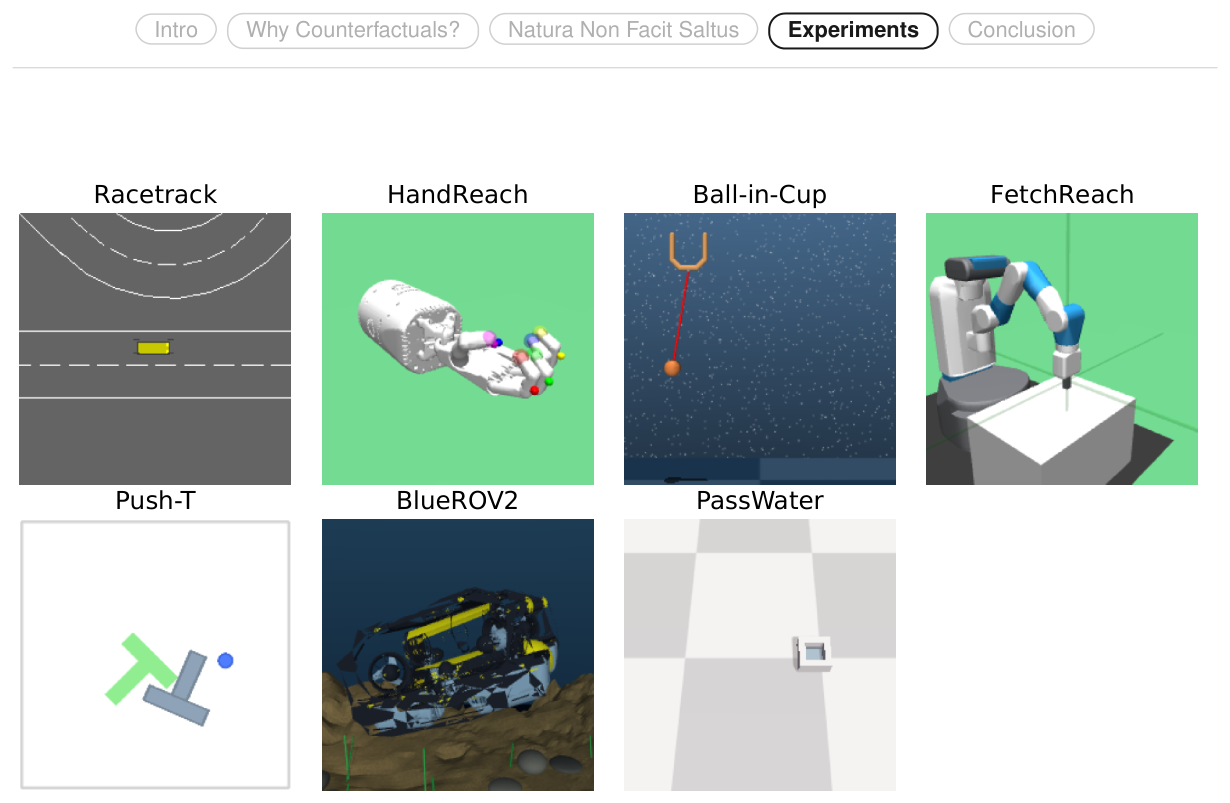 Intro Why Counterfactuals? Natura Non Facit Saltus Experiments Conclusion
Racetrack HandReach Ball-in-Cup FetchReach
Push-T BlueROV2 PassWater